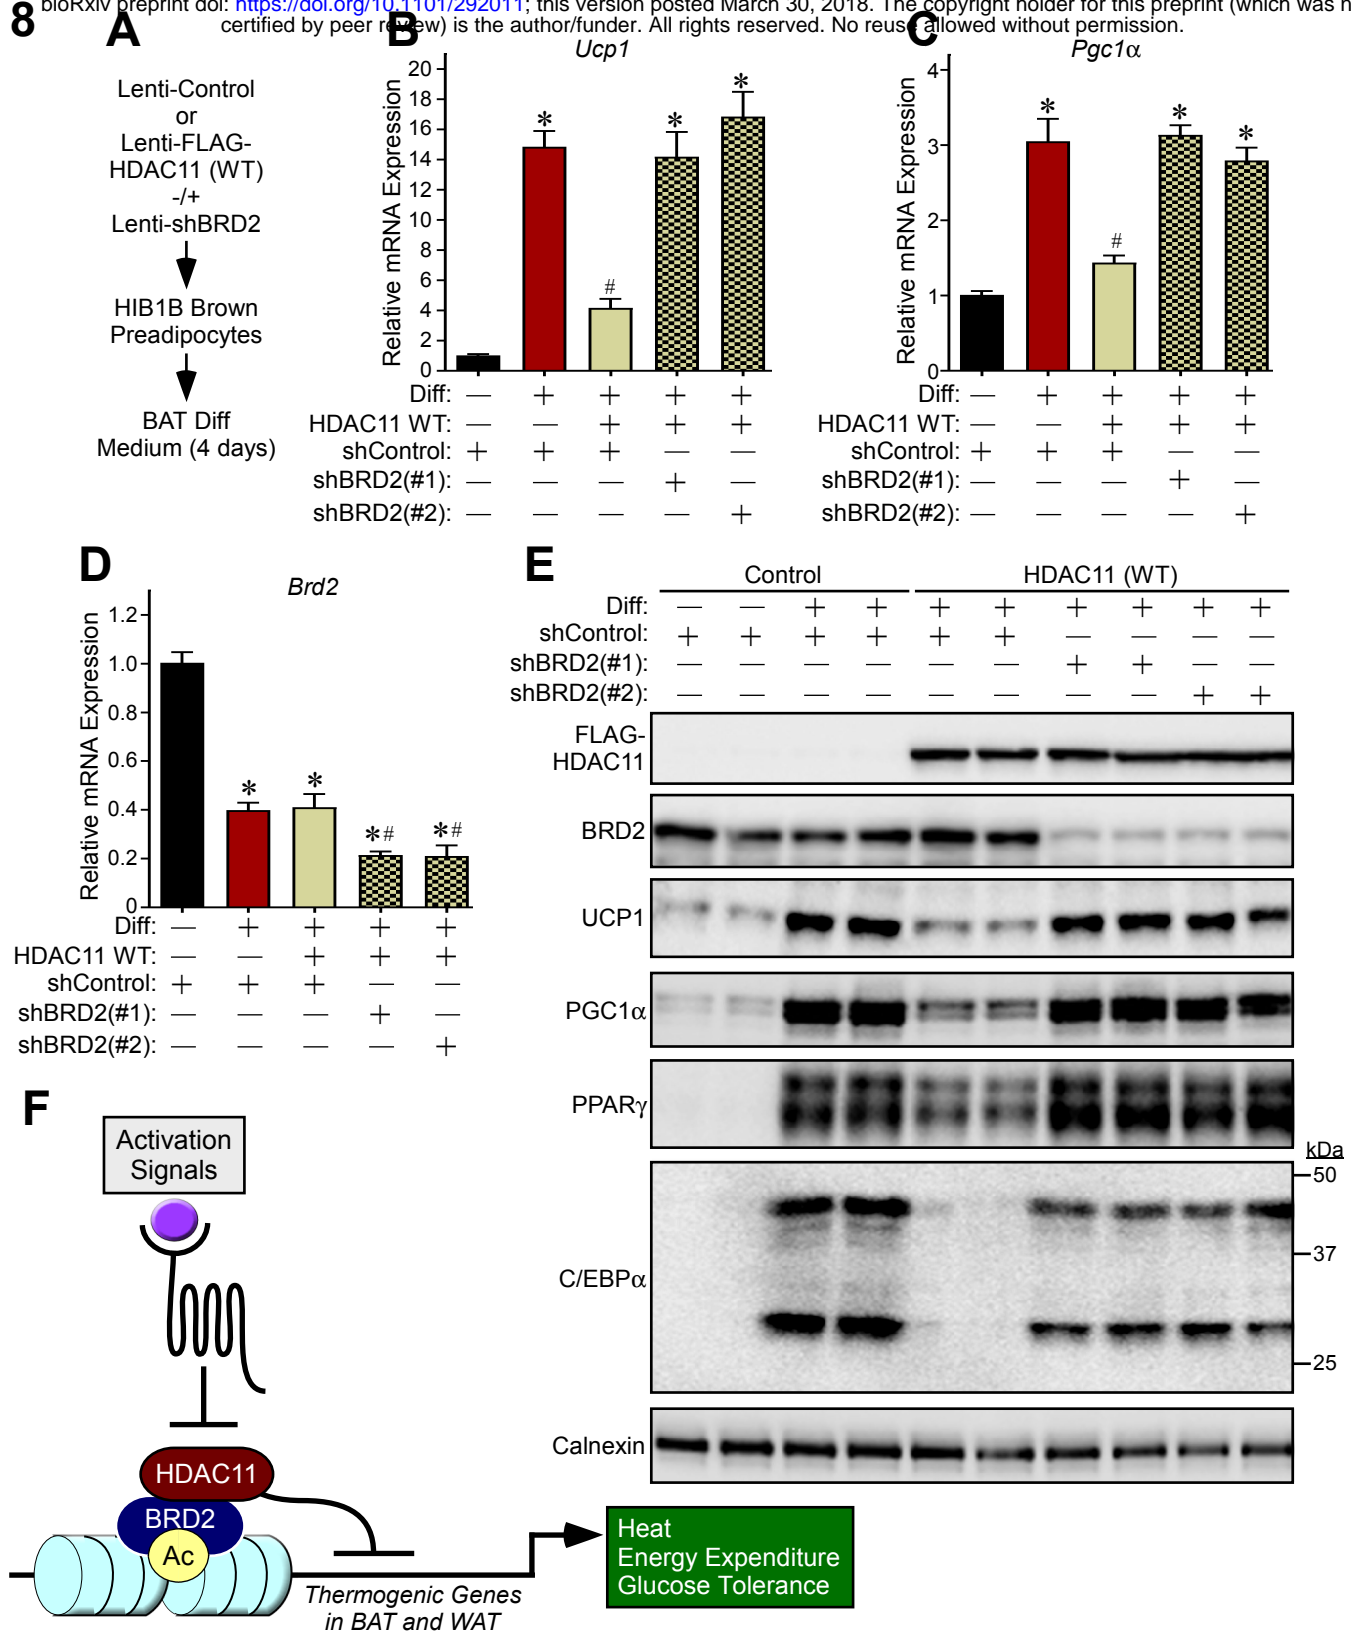 bioRxiv preprint doi: https://doi.org/10.1101/292011; this version posted March 30, 2018. The copyright holder for this preprint (which was
certified by peer review) is the author/funder. All rights reserved. No reuse allowed without permission.
8
A
Lenti-Control
or
Lenti-FLAG-
HDAC11 (WT)
-/+
Lenti-shBRD2
HIB1B Brown
Preadipocytes
BAT Diff
Medium (4 days)
B
Ucp1
Relative mRNA Expression
20
18
16
14
12
10
8
6
4
2
0
* # * *
Diff: — + + + +
HDAC11 WT: — — + + +
shControl: + + + — —
shBRD2(#1): — — — + —
shBRD2(#2): — — — — +
C
Pgc1α
Relative mRNA Expression
4
3
2
1
0
* # * *
Diff: — + + + +
HDAC11 WT: — — + + +
shControl: + + + — —
shBRD2(#1): — — — + —
shBRD2(#2): — — — — +
D
Brd2
Relative mRNA Expression
1.2
1.0
0.8
0.6
0.4
0.2
0
* * *# *#
Diff: — + + + +
HDAC11 WT: — — + + +
shControl: + + + — —
shBRD2(#1): — — — + —
shBRD2(#2): — — — — +
E
Control HDAC11 (WT)
Diff: — — + + + + + + + +
shControl: + + + + + + — — — —
shBRD2(#1): — — — — — — + + — —
shBRD2(#2): — — — — — — — — + +
FLAG-
HDAC11
BRD2
UCP1
PGC1α
PPARγ
C/EBPα
kDa
50
37
25
Calnexin
F
Activation
Signals
HDAC11
BRD2
Ac
Thermogenic Genes
in BAT and WAT
Heat
Energy Expenditure
Glucose Tolerance